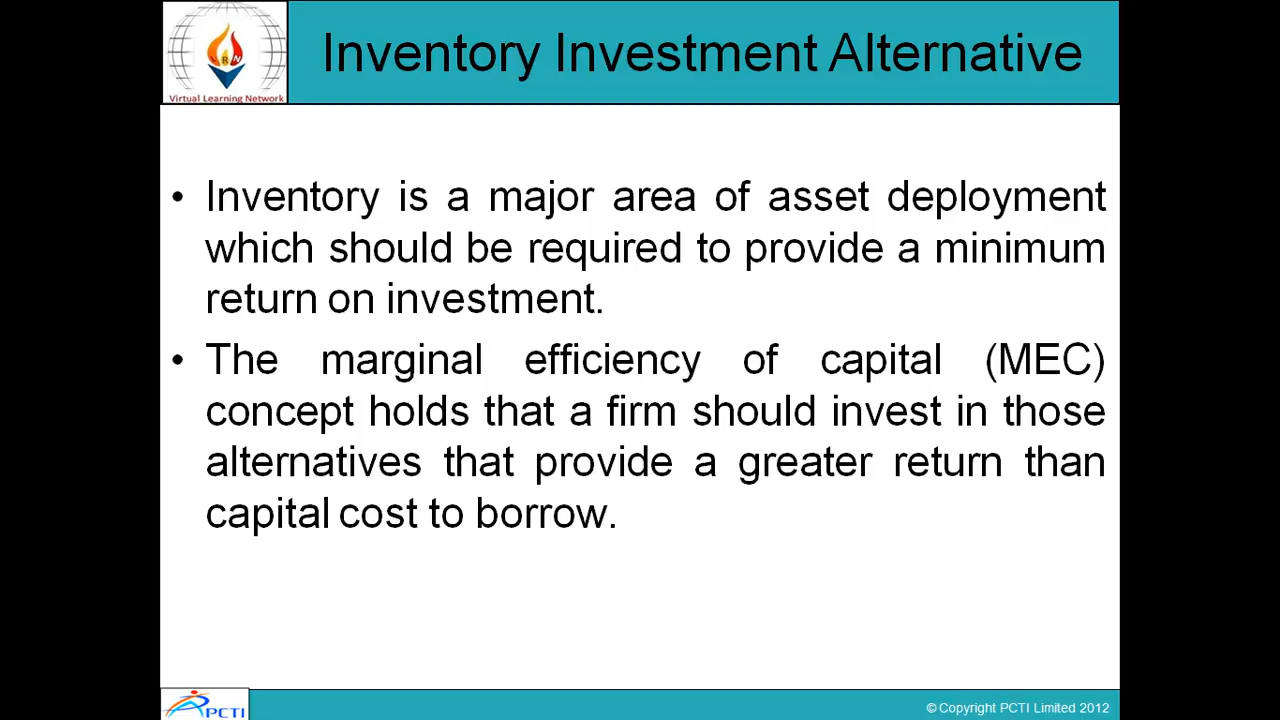 Inventory Investment Alternative
LRN
Virtual Learning Network
• Inventory is a major area of asset deployment
which should be required to provide a minimum
return on investment.
• The marginal efficiency of capital (MEC)
concept holds that a firm should invest in those
alternatives that provide a greater return than
capital cost to borrow.
PCTI
© Copyright PCTI Limited 2012